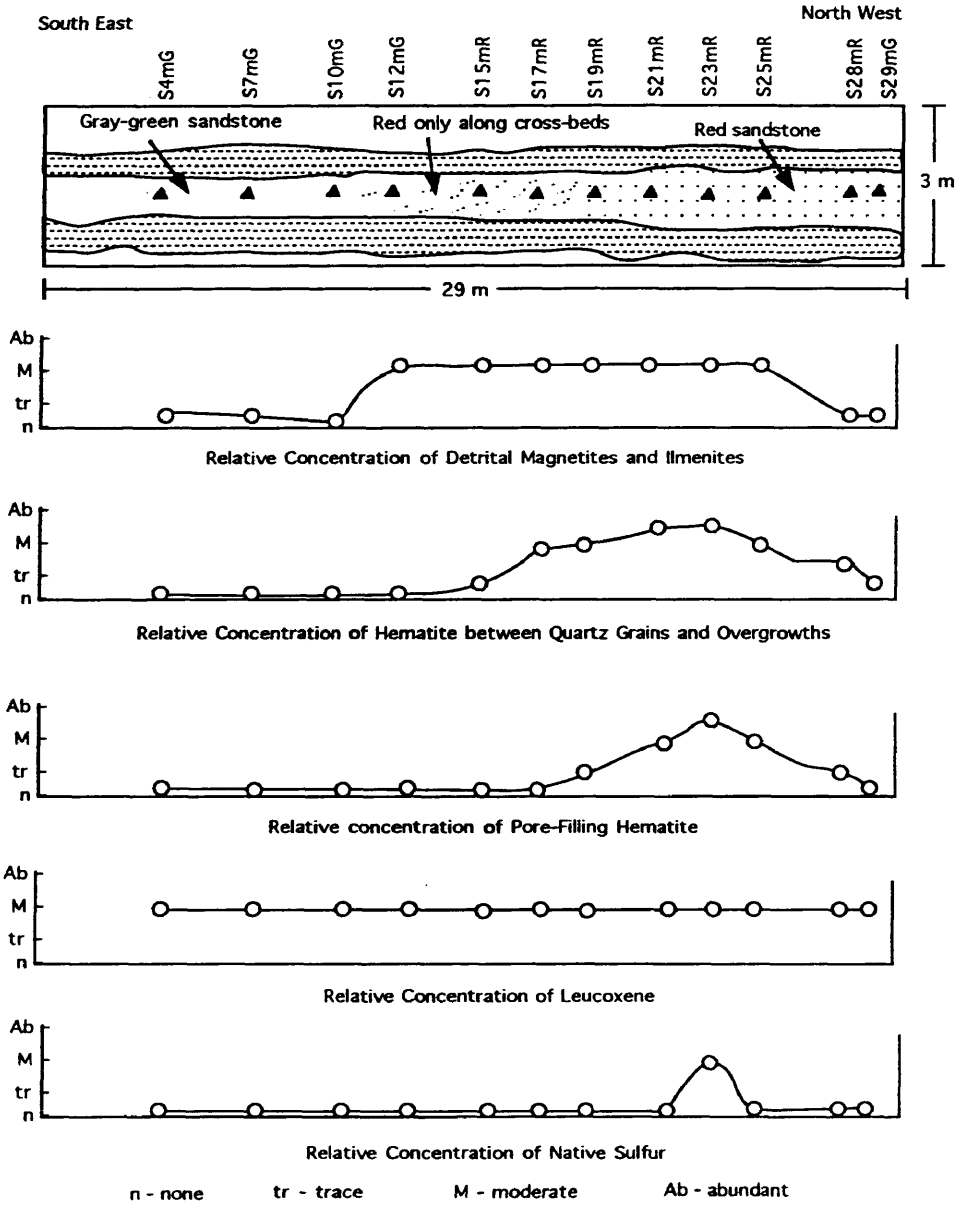 South East
North West
S4mG
S7mG
S10mG
S12mG
S15mR
S17mR
S19mR
S21mR
S23mR
S25mR
S28mR
S29mG
Gray-green sandstone
Red only along cross-beds
Red sandstone
3 m
29 m
Ab
M
tr
n
Relative Concentration of Detrital Magnetites and Ilmenites
Ab
M
tr
n
Relative Concentration of Hematite between Quartz Grains and Overgrowths
Ab
M
tr
n
Relative concentration of Pore-Filling Hematite
Ab
M
tr
n
Relative Concentration of Leucoxene
Ab
M
tr
n
Relative Concentration of Native Sulfur
n - none tr - trace M - moderate Ab - abundant